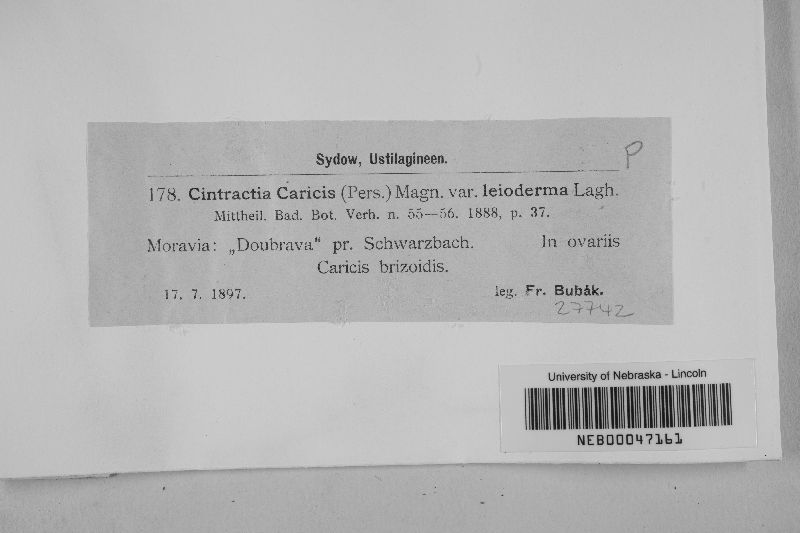 Sydow, Ustilagineen.
P
178. Cintractia Caricis (Pers.) Magn. var. leioderma Lagh.
Mittheil. Bad. Bot. Verh. n. 55—56. 1888, p. 37.
Moravia: „Doubrava“ pr. Schwarzbach. In ovariis
Caricis brizoidis.
17. 7. 1897. leg. Fr. Bubák.
27742
University of Nebraska - Lincoln
NEB00047161